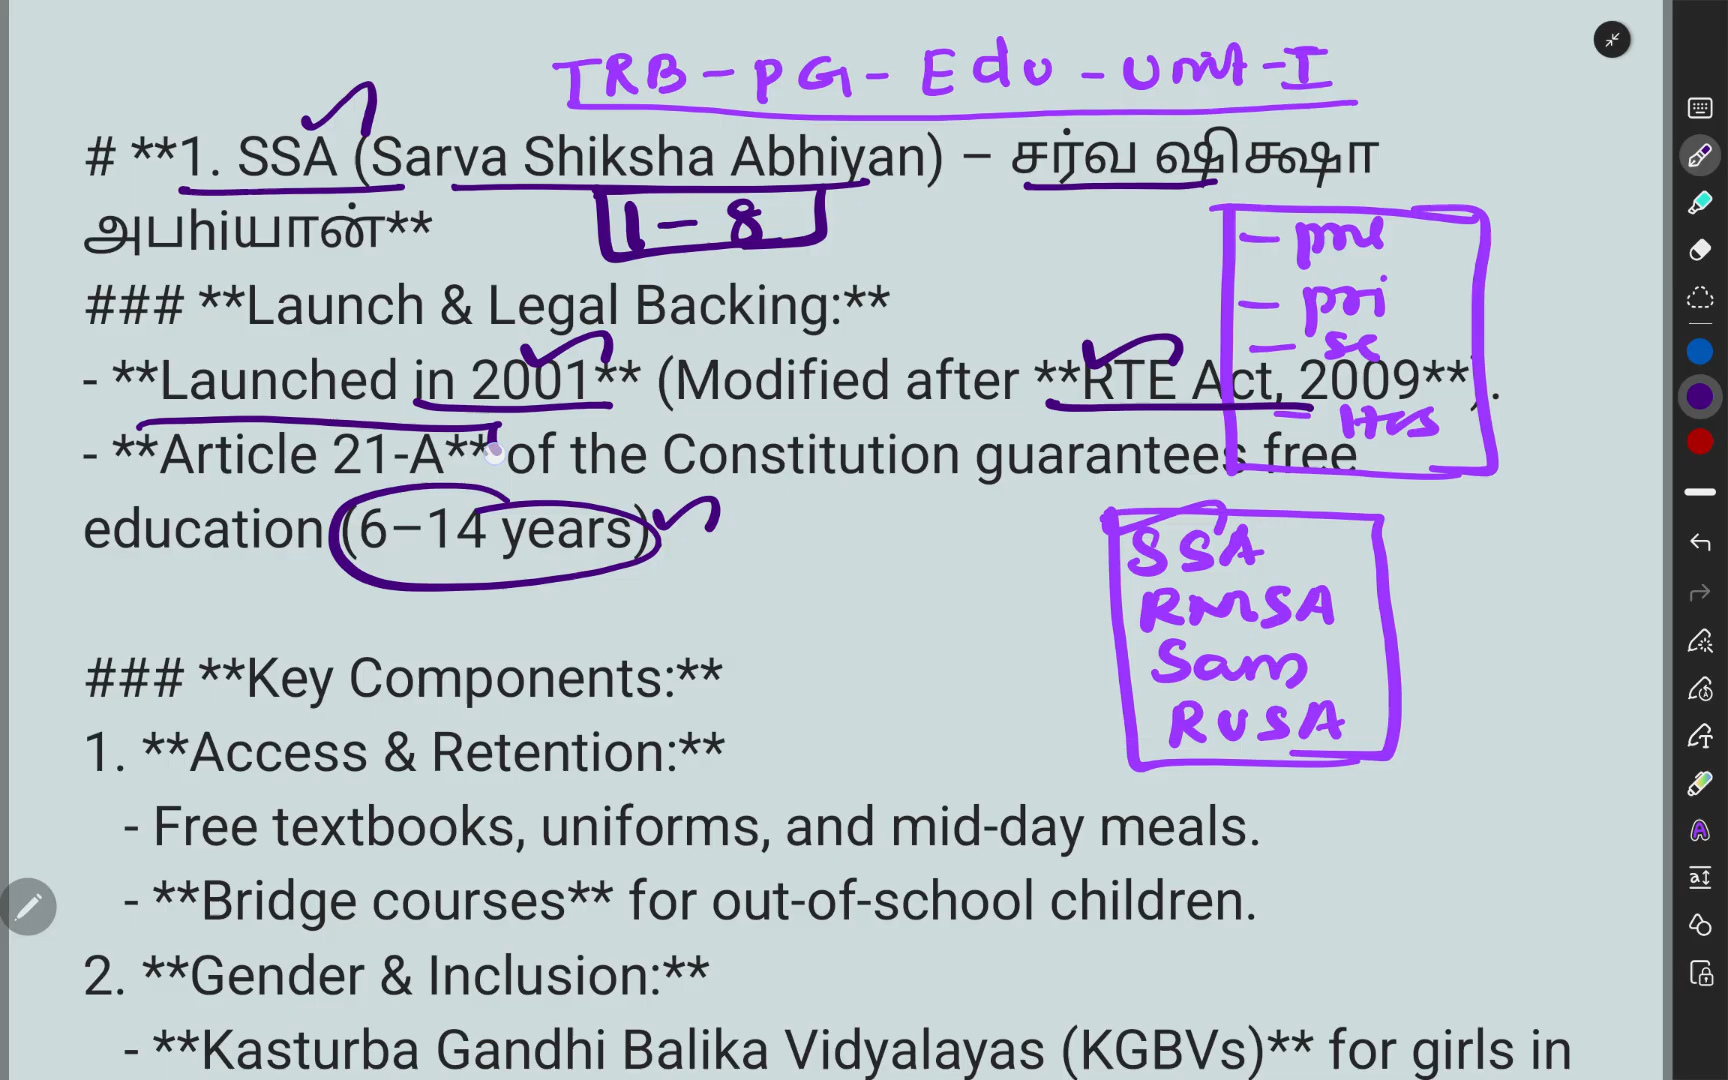 TRB-PG-Edu-Unit-I
# **1. SSA (Sarva Shiksha Abhiyan) – சர்வ ஷிக்ஷா
அபhiயான்**
1-8
- pre
- pri
- se
- Hrs
### **Launch & Legal Backing:**
- **Launched in 2001** (Modified after **RTE Act, 2009**).
- **Article 21-A** of the Constitution guarantees free
education (6–14 years)
SSA
RMSA
Sam
RUSA
### **Key Components:**
1. **Access & Retention:**
- Free textbooks, uniforms, and mid-day meals.
- **Bridge courses** for out-of-school children.
2. **Gender & Inclusion:**
- **Kasturba Gandhi Balika Vidyalayas (KGBVs)** for girls in